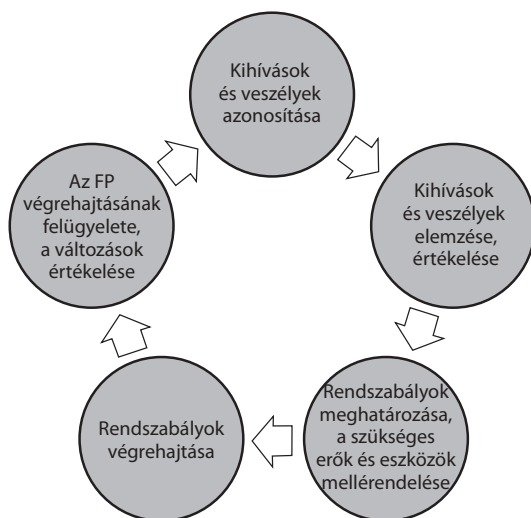 Kihívások
és veszélyek
azonosítása
Kihívások
és veszélyek
elemzése,
értékelése
Rendszabályok
meghatározása,
a szükséges
erők és eszközök
mellérendelése
Rendszabályok
végrehajtása
Az FP
végrehajtásának
felügyelete,
a változások
értékelése